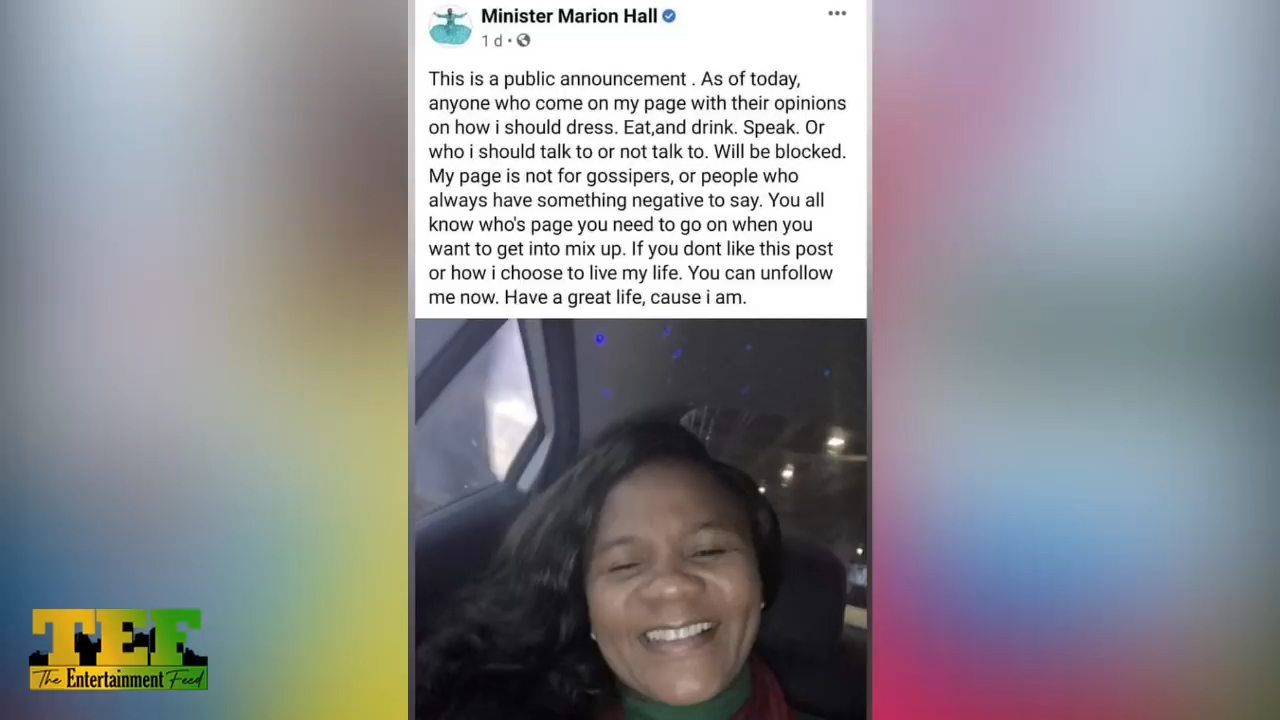 Minister Marion Hall
1 d
This is a public announcement . As of today,
anyone who come on my page with their opinions
on how i should dress. Eat,and drink. Speak. Or
who i should talk to or not talk to. Will be blocked.
My page is not for gossipers, or people who
always have something negative to say. You all
know who's page you need to go on when you
want to get into mix up. If you dont like this post
or how i choose to live my life. You can unfollow
me now. Have a great life, cause i am.
TEF
The Entertainment Feed